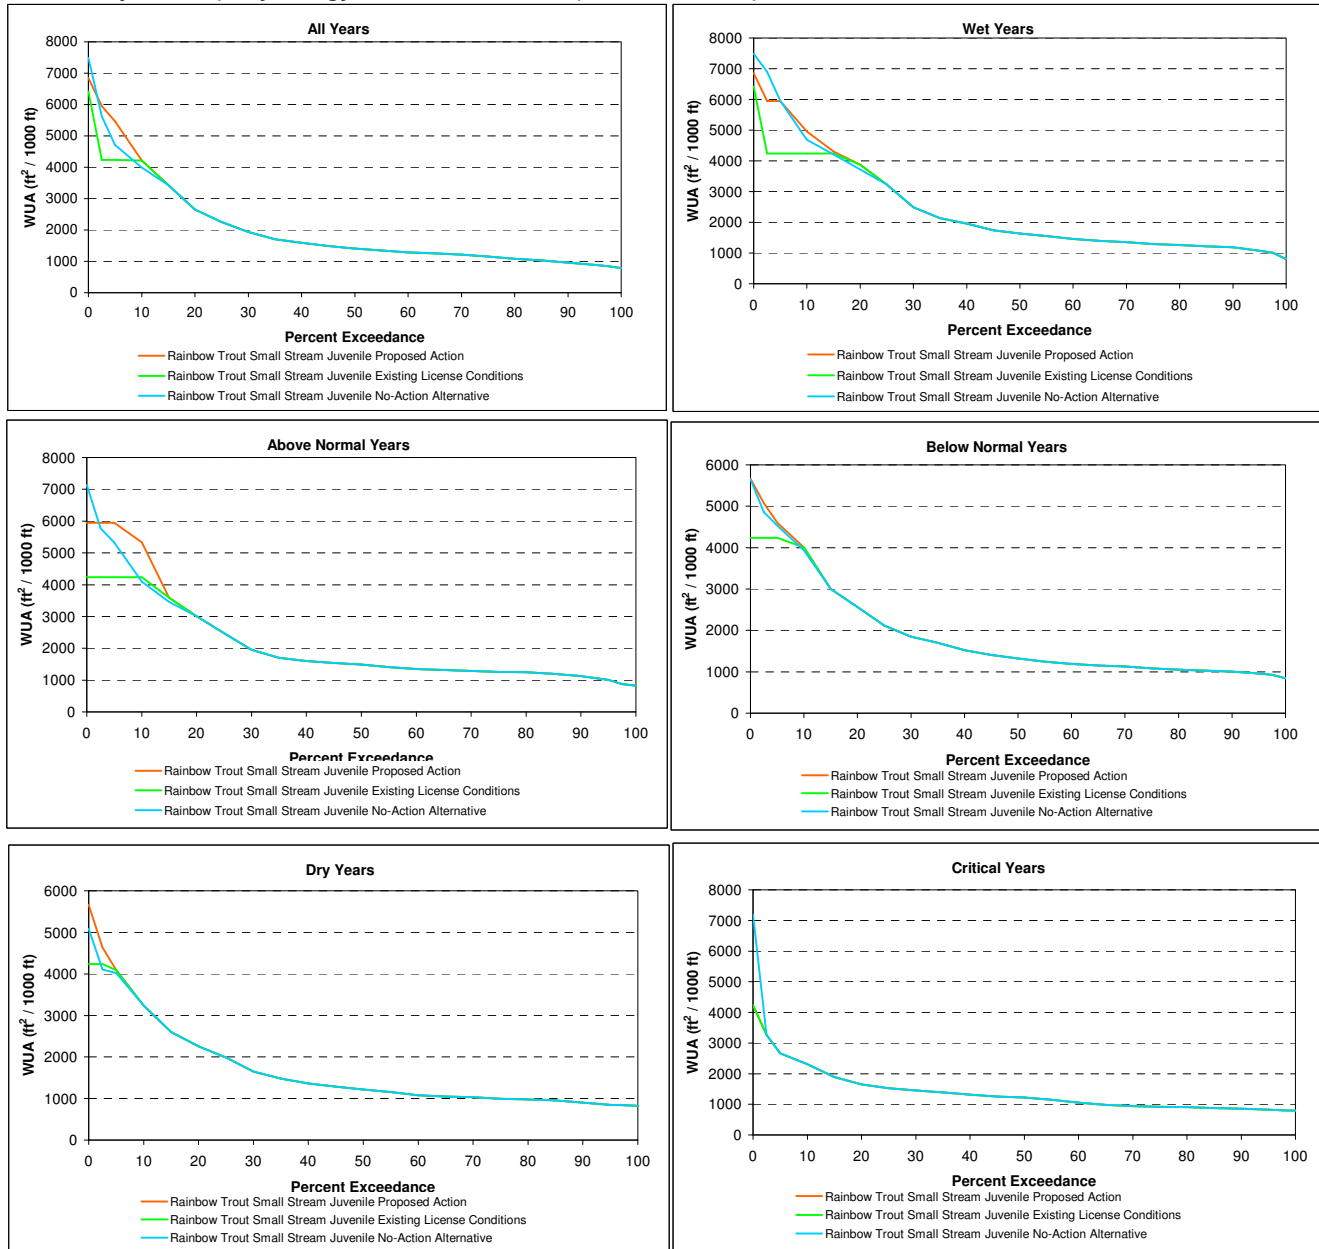 All Years
WUA (ft² / 1000 ft)
8000
7000
6000
5000
4000
3000
2000
1000
0
0 10 20 30 40 50 60 70 80 90 100
Percent Exceedance
Rainbow Trout Small Stream Juvenile Proposed Action
Rainbow Trout Small Stream Juvenile Existing License Conditions
Rainbow Trout Small Stream Juvenile No-Action Alternative
Wet Years
WUA (ft² / 1000 ft)
8000
7000
6000
5000
4000
3000
2000
1000
0
0 10 20 30 40 50 60 70 80 90 100
Percent Exceedance
Rainbow Trout Small Stream Juvenile Proposed Action
Rainbow Trout Small Stream Juvenile Existing License Conditions
Rainbow Trout Small Stream Juvenile No-Action Alternative
Above Normal Years
WUA (ft² / 1000 ft)
8000
7000
6000
5000
4000
3000
2000
1000
0
0 10 20 30 40 50 60 70 80 90 100
Percent Exceedance
Rainbow Trout Small Stream Juvenile Proposed Action
Rainbow Trout Small Stream Juvenile Existing License Conditions
Rainbow Trout Small Stream Juvenile No-Action Alternative
Below Normal Years
WUA (ft² / 1000 ft)
6000
5000
4000
3000
2000
1000
0
0 10 20 30 40 50 60 70 80 90 100
Percent Exceedance
Rainbow Trout Small Stream Juvenile Proposed Action
Rainbow Trout Small Stream Juvenile Existing License Conditions
Rainbow Trout Small Stream Juvenile No-Action Alternative
Dry Years
WUA (ft² / 1000 ft)
6000
5000
4000
3000
2000
1000
0
0 10 20 30 40 50 60 70 80 90 100
Percent Exceedance
Rainbow Trout Small Stream Juvenile Proposed Action
Rainbow Trout Small Stream Juvenile Existing License Conditions
Rainbow Trout Small Stream Juvenile No-Action Alternative
Critical Years
WUA (ft² / 1000 ft)
8000
7000
6000
5000
4000
3000
2000
1000
0
0 10 20 30 40 50 60 70 80 90 100
Percent Exceedance
Rainbow Trout Small Stream Juvenile Proposed Action
Rainbow Trout Small Stream Juvenile Existing License Conditions
Rainbow Trout Small Stream Juvenile No-Action Alternative